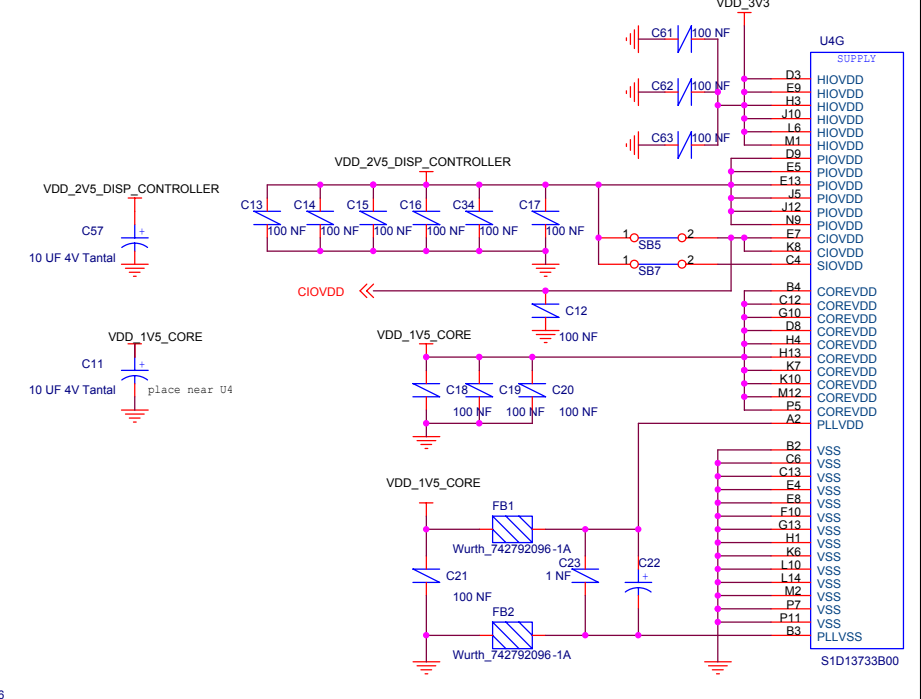 VDD_3V3
C61
100 NF
C62
100 NF
C63
100 NF
U4G
SUPPLY
D3 HIOVDD
E9 HIOVDD
H3 HIOVDD
J10 HIOVDD
L6 HIOVDD
M1 HIOVDD
D9 PIOVDD
E5 PIOVDD
E13 PIOVDD
J5 PIOVDD
J12 PIOVDD
N9 PIOVDD
E7 CIOVDD
K8 CIOVDD
C4 SIOVDD
B4 COREVDD
C12 COREVDD
G10 COREVDD
D8 COREVDD
H4 COREVDD
H13 COREVDD
K7 COREVDD
K10 COREVDD
M12 COREVDD
P5 COREVDD
A2 PLLVDD
B2 VSS
C6 VSS
C13 VSS
E4 VSS
E8 VSS
F10 VSS
G13 VSS
H1 VSS
K6 VSS
L10 VSS
L14 VSS
M2 VSS
P7 VSS
P11 VSS
B3 PLLVSS
S1D13733B00
VDD_2V5_DISP_CONTROLLER
C13
100 NF
C14
100 NF
C15
100 NF
C16
100 NF
C34
100 NF
C17
100 NF
1 SB5 2
1 SB7 2
CIOVDD
C12
100 NF
VDD_2V5_DISP_CONTROLLER
C57
+
10 UF 4V Tantal
VDD_1V5_CORE
C11
+
10 UF 4V Tantal
place near U4
VDD_1V5_CORE
C18
100 NF
C19
100 NF
C20
100 NF
VDD_1V5_CORE
FB1
Wurth_742792096-1A
C21
100 NF
C23
1 NF
C22
+
FB2
Wurth_742792096-1A
6